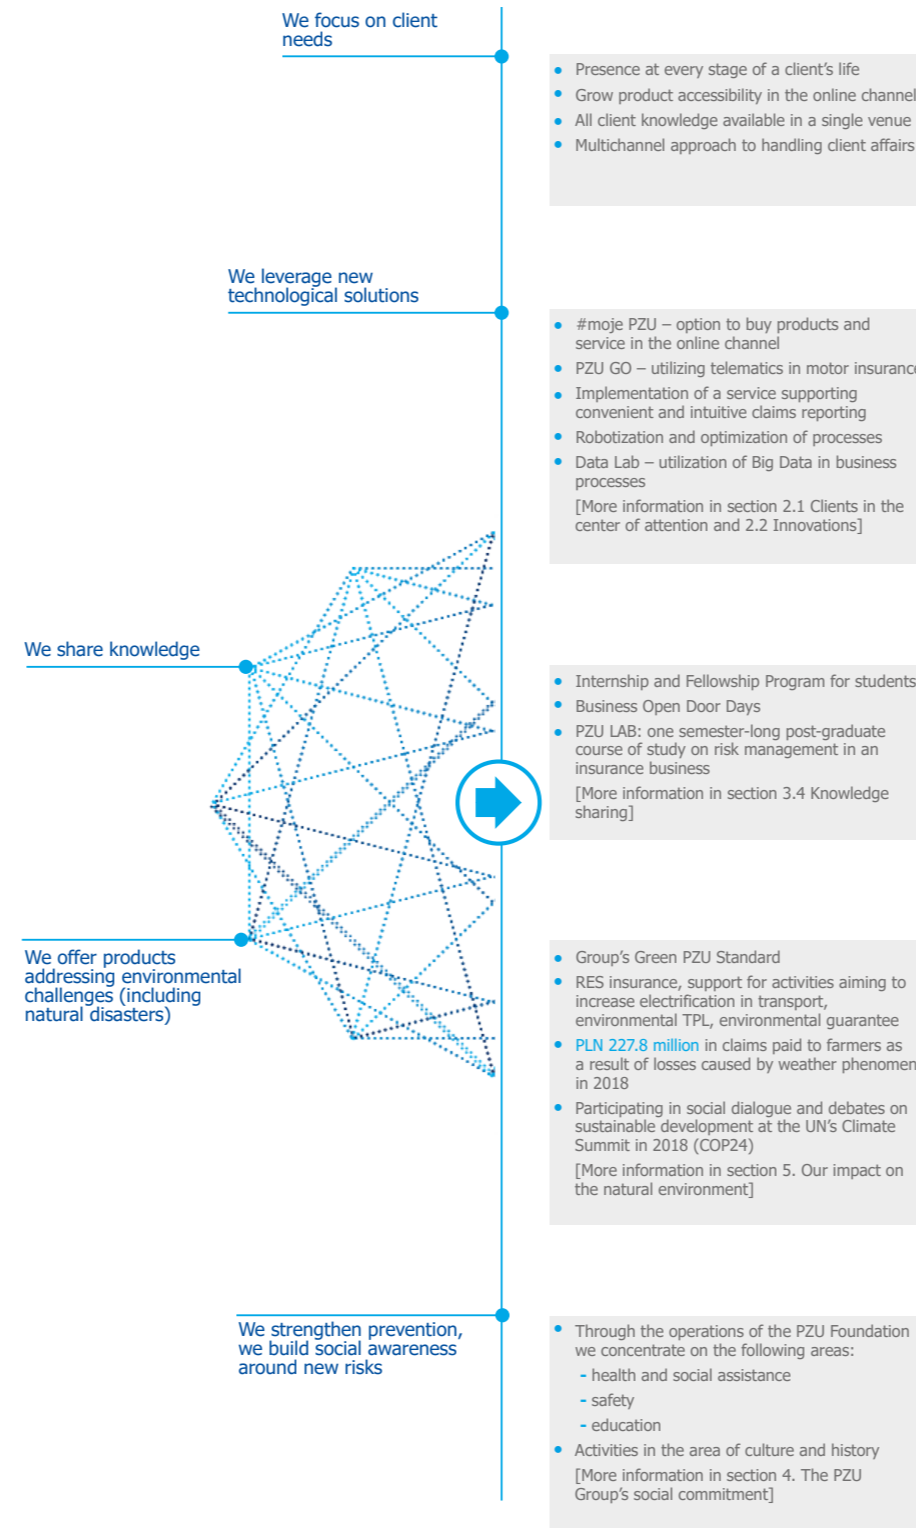 We focus on client
needs
Presence at every stage of a client's life
Grow product accessibility in the online channel
All client knowledge available in a single venue
Multichannel approach to handling client affairs
We leverage new
technological solutions
#moje PZU – option to buy products and
service in the online channel
PZU GO – utilizing telematics in motor insurance
Implementation of a service supporting
convenient and intuitive claims reporting
Robotization and optimization of processes
Data Lab – utilization of Big Data in business
processes
[More information in section 2.1 Clients in the
center of attention and 2.2 Innovations]
We share knowledge
Internship and Fellowship Program for students
Business Open Door Days
PZU LAB: one semester-long post-graduate
course of study on risk management in an
insurance business
[More information in section 3.4 Knowledge
sharing]
We offer products
addressing environmental
challenges (including
natural disasters)
Group's Green PZU Standard
RES insurance, support for activities aiming to
increase electrification in transport,
environmental TPL, environmental guarantee
PLN 227.8 million in claims paid to farmers as
a result of losses caused by weather phenomen
in 2018
Participating in social dialogue and debates on
sustainable development at the UN's Climate
Summit in 2018 (COP24)
[More information in section 5. Our impact on
the natural environment]
We strengthen prevention,
we build social awareness
around new risks
Through the operations of the PZU Foundation
we concentrate on the following areas:
- health and social assistance
- safety
- education
Activities in the area of culture and history
[More information in section 4. The PZU
Group's social commitment]